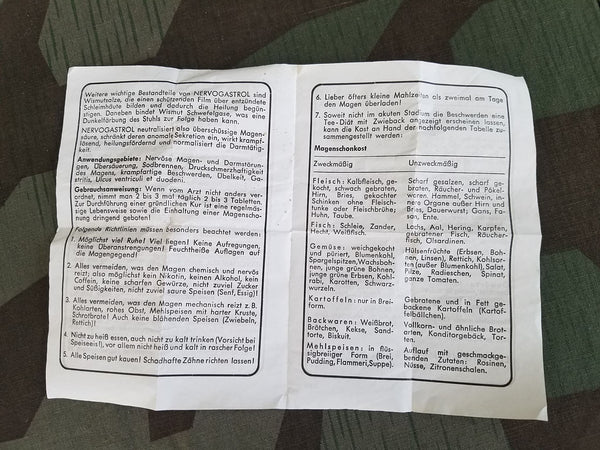 Weitere wichtige Bestandteile von NERVOGASTROL sind
Wismutsalze, die einen schützenden Film über entzündete
Schleimhäute bilden und dadurch die Heilung begün-
stigen. Daneben bindet Wismut Schwefelgase, was eine
Dunkelfärbung des Stuhls zur Folge haben kann.
NERVOGASTROL neutralisiert also überschüssige Magen-
säure, schränkt deren anomale Sekretion ein, wirkt krampf-
lösend, heilungsfördernd und normalisiert die Darmtätig-
keit.
Anwendungsgebiete: Nervöse Magen- und Darmstörun-
gen, Übersäuerung, Sodbrennen, Druckschmerzhaftigkeit
des Magens, krampfartige Beschwerden, Übelkeit, Ga-
stritis, Ulcus ventriculi et duodeni.
Gebrauchsanweisung: Wenn vom Arzt nicht anders ver-
ordnet, nimmt man 2 bis 3 mal täglich 2 bis 3 Tabletten.
Zur Durchführung einer gründlichen Kur ist eine regelmäs-
sige Lebensweise sowie die Einhaltung einer Magenscho-
nung dringend geboten!
Folgende Richtlinien müssen besonders beachtet werden:
1. Möglichst viel Ruhe! Viel liegen! Keine Aufregungen,
keine Überanstrengungen! Feuchtheiße Auflagen auf
die Magengegend!
2. Alles vermeiden, was den Magen chemisch und nervös
reizt; also möglichst kein Nikotin, keinen Alkohol, kein
Coffein, keine scharfen Gewürze, nicht zuviel Zucker
und Süßigkeiten, nicht zuviel saure Speisen (Senf, Essig)!
3. Alles vermeiden, was den Magen mechanisch reizt z. B.
Kohlarten, rohes Obst, Mehlspeisen mit harter Kruste,
Schrotbrote! Auch keine blähenden Speisen (Zwiebeln,
Rettich)!
4. Nicht zu heiß essen, auch nicht zu kalt trinken (Vorsicht bei
Speiseeis!), vor allem nicht heiß und kalt in rascher Folge!
5. Alle Speisen gut kauen! Schadhafte Zähne richten lassen!
6. Lieber öfters kleine Mahlzeiten als zweimal am Tage
den Magen überladen!
7. Soweit nicht im akuten Stadium die Beschwerden eine
Tee-Diät mit Zwieback angezeigt erscheinen lassen,
kann die Kost an Hand der nachfolgenden Tabelle zu-
sammengestellt werden:
Magenschonkost
Zweckmäßig Unzweckmäßig
Fleisch: Kalbfleisch, ge-
kocht, schwach gebraten,
Hirn, Bries, gekochter
Schinken ohne Fleischkru-
ste oder Fleischbrühe;
Huhn, Taube.
Scharf gesalzen, scharf ge-
braten, Räucher- und Pökel-
waren, Hammel, Schwein, in-
nere Organe außer Hirn und
Bries, Dauerwurst; Gans, Fa-
san, Ente.
Fisch: Schleie, Zander,
Hecht, Weißfisch.
Lachs, Aal, Hering, Karpfen,
gebratener Fisch, Räucher-
fisch, Ölsardinen.
Gemüse: weichgekocht
und püriert, Blumenkohl,
Spargelspitzen, Wachsboh-
nen, junge grüne Bohnen,
junge grüne Erbsen, Kohl-
rabi, Karotten, Schwarz-
wurzeln.
Hülsenfrüchte (Erbsen, Boh-
nen, Linsen), Rettich, Kohlsor-
ten (außer Blumenkohl), Salat,
Pilze, Radieschen, Spinat,
ganze Tomaten.
Kartoffeln: nur in Brei-
form.
Gebratene und in Fett ge-
backene Kartoffeln (Kartof-
felbällchen).
Backwaren: Weißbrot,
Brötchen, Kekse, Sand-
torte, Biskuit.
Vollkorn- und ähnliche Brot-
arten, Konditorgebäck, Tor-
ten.
Mehlspeisen: in flüs-
sigbreiiger Form (Brei,
Pudding, Flammeri, Suppe).
Auflauf mit geschmackge-
benden Zutaten: Rosinen,
Nüsse, Zitronenschalen.